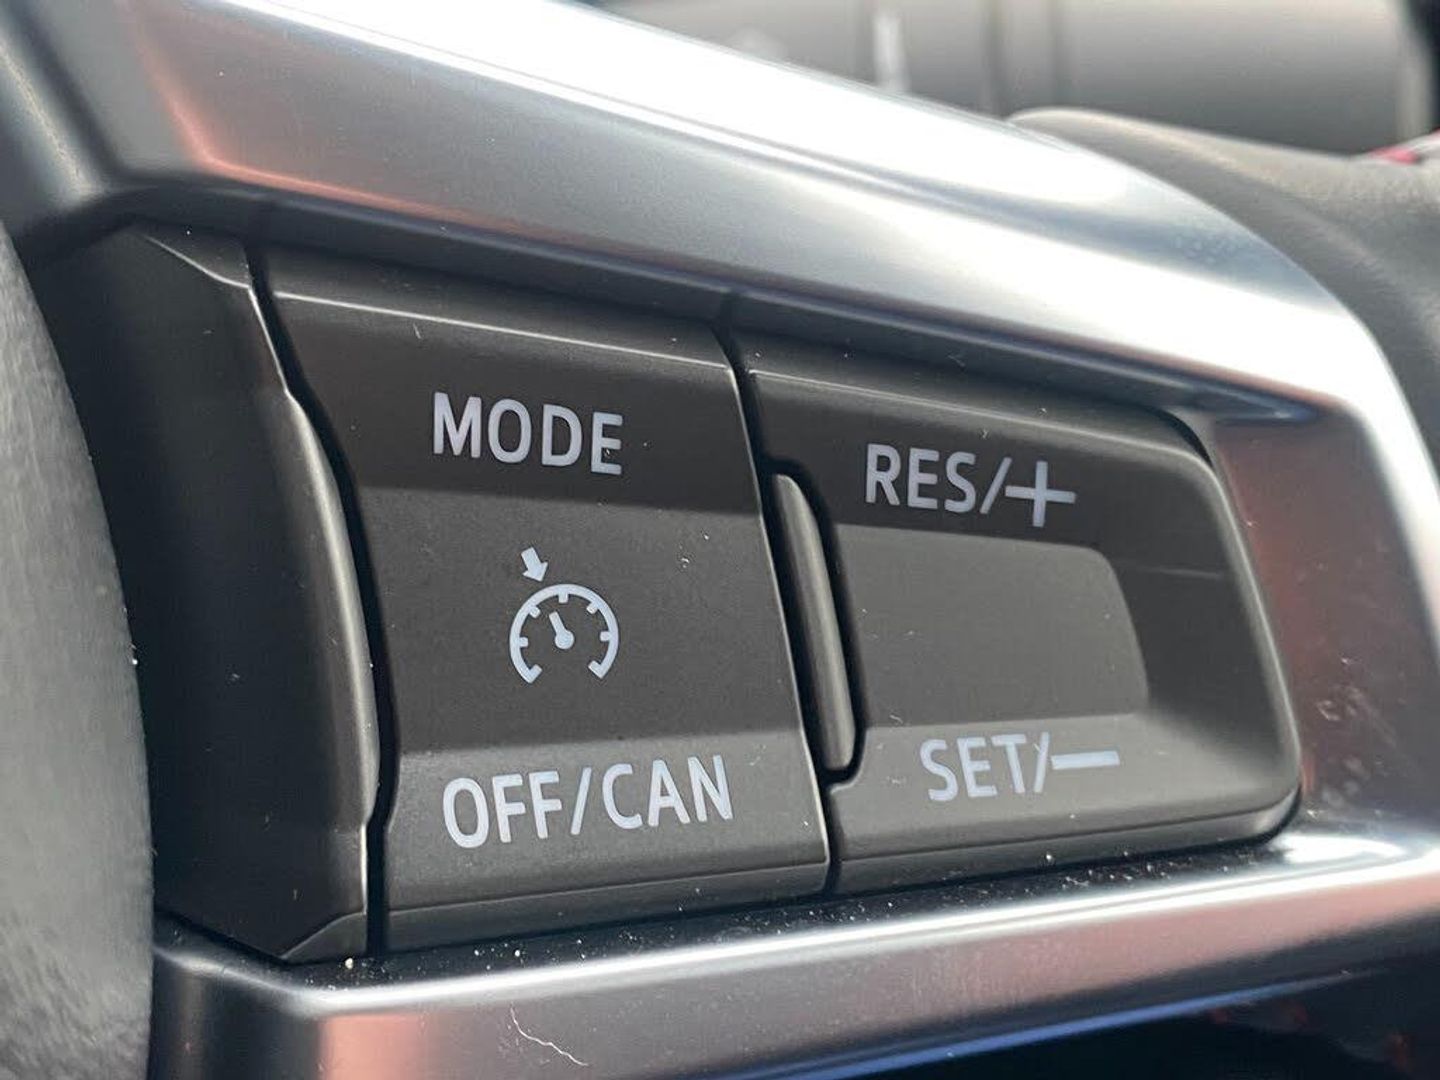 MODE
RES/+
OFF/CAN
SET/−